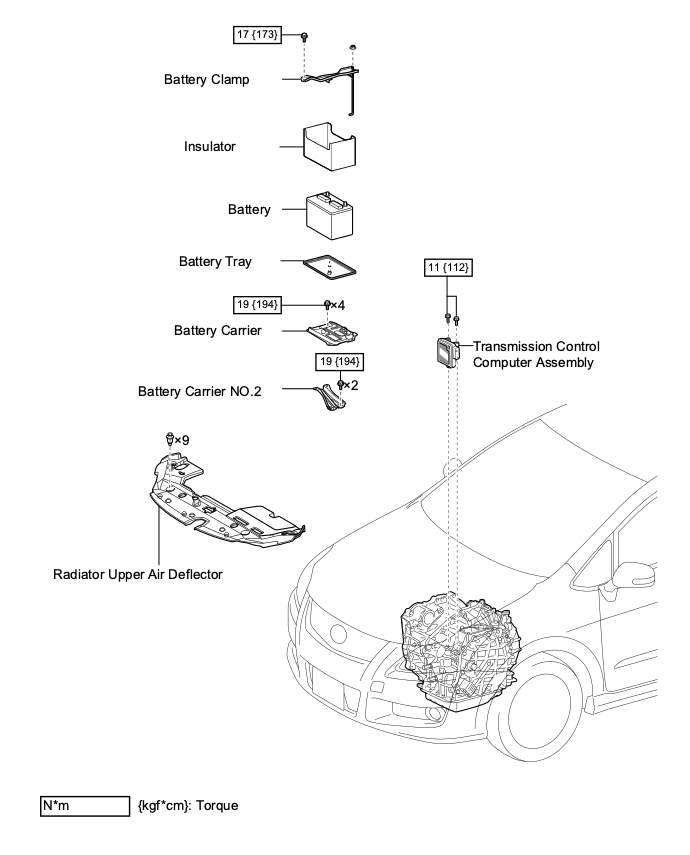 17 {173}
Battery Clamp
Insulator
Battery
Battery Tray
11 {112}
19 {194}
×4
Battery Carrier
Transmission Control
Computer Assembly
19 {194}
×2
Battery Carrier NO.2
×9
Radiator Upper Air Deflector
N*m {kgf*cm}: Torque